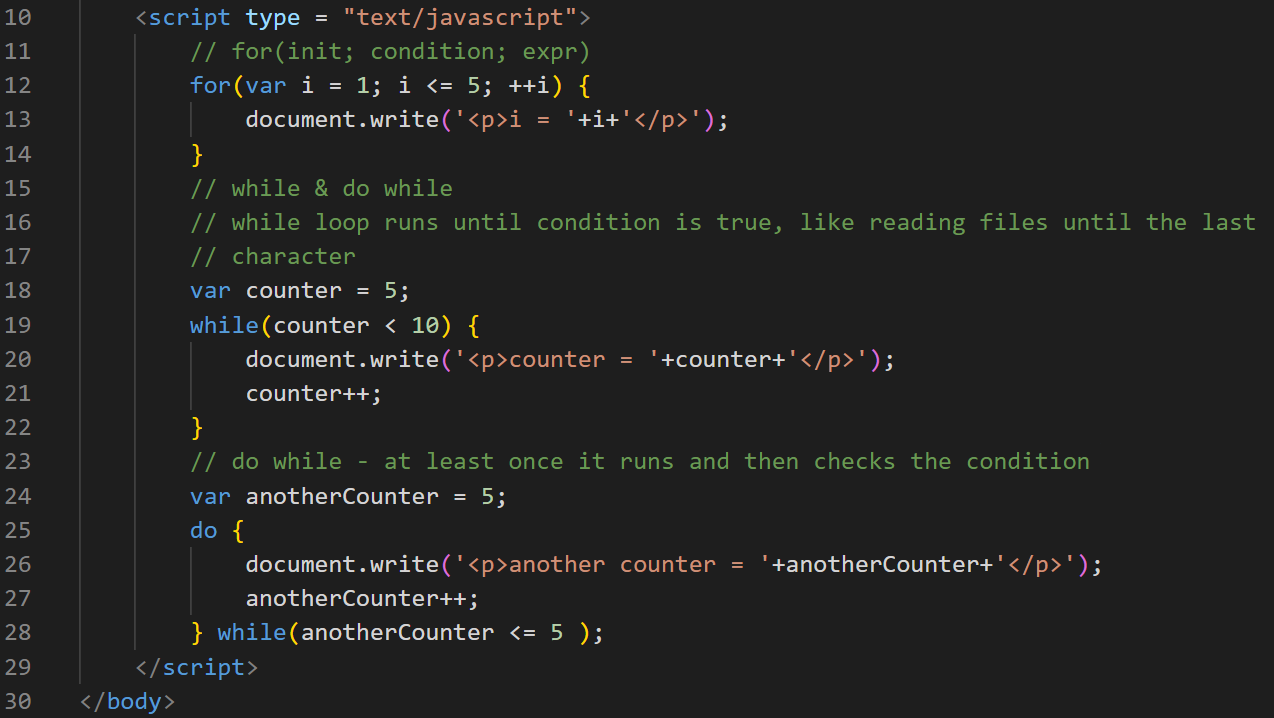 10 <script type = "text/javascript">
11 // for(init; condition; expr)
12 for(var i = 1; i <= 5; ++i) {
13 document.write('<p>i = '+i+'</p>');
14 }
15 // while & do while
16 // while loop runs until condition is true, like reading files until the last
17 // character
18 var counter = 5;
19 while(counter < 10) {
20 document.write('<p>counter = '+counter+'</p>');
21 counter++;
22 }
23 // do while - at least once it runs and then checks the condition
24 var anotherCounter = 5;
25 do {
26 document.write('<p>another counter = '+anotherCounter+'</p>');
27 anotherCounter++;
28 } while(anotherCounter <= 5 );
29 </script>
30 </body>